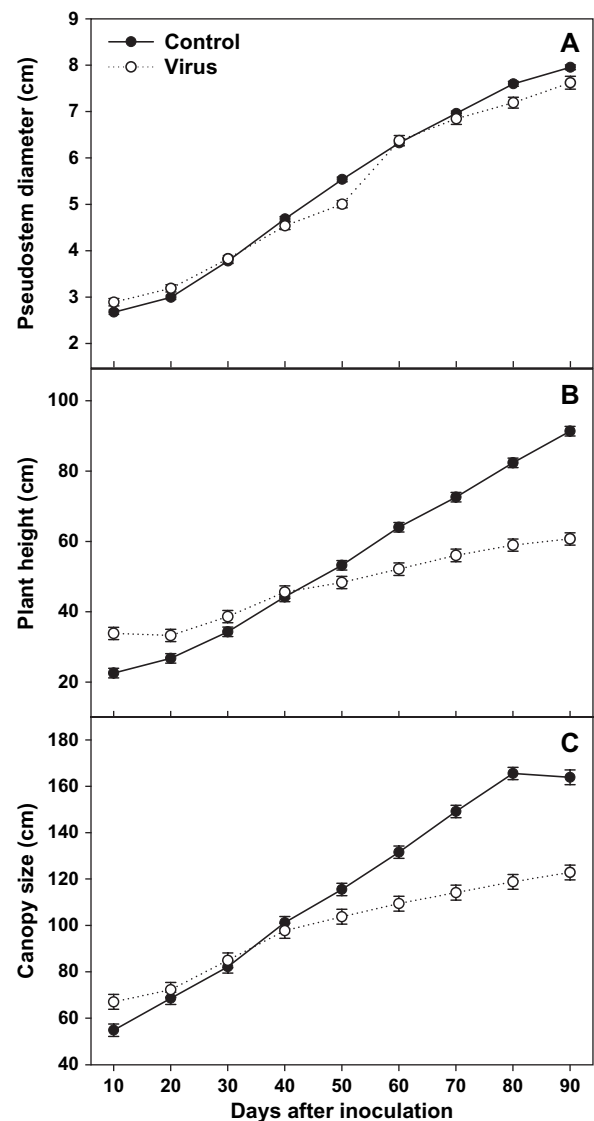 Pseudostem diameter (cm)
9
8
7
6
5
4
3
2
Control
Virus
A
Plant height (cm)
100
80
60
40
20
B
Canopy size (cm)
180
160
140
120
100
80
60
40
C
10 20 30 40 50 60 70 80 90
Days after inoculation